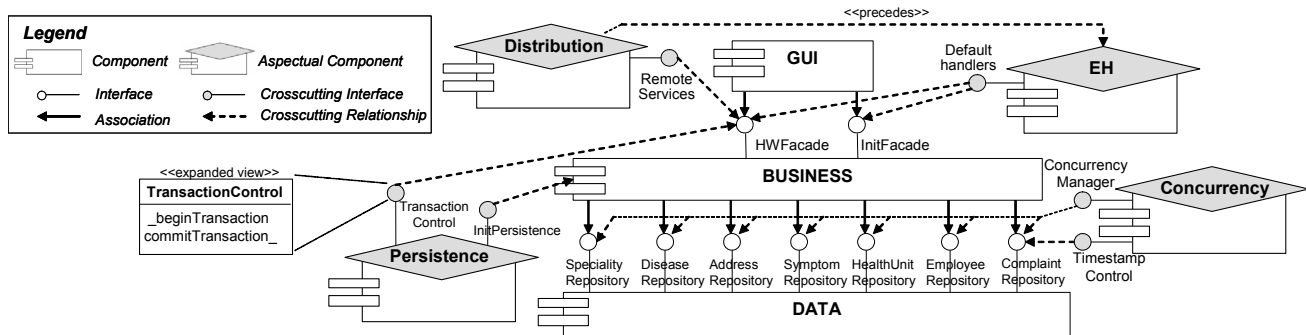 <<precedes>>
Legend
Component
Aspectual Component
Interface
Crosscutting Interface
Association
Crosscutting Relationship
Distribution
Remote
Services
GUI
Default
handlers
EH
HWFacade
InitFacade
BUSINESS
Concurrency
Manager
Concurrency
Timestamp
Control
<<expanded view>>
TransactionControl
_beginTransaction
commitTransaction_
Transaction
Control
InitPersistence
Persistence
Speciality
Repository
Disease
Repository
Address
Repository
Symptom
Repository
HealthUnit
Repository
Employee
Repository
Complaint
Repository
DATA